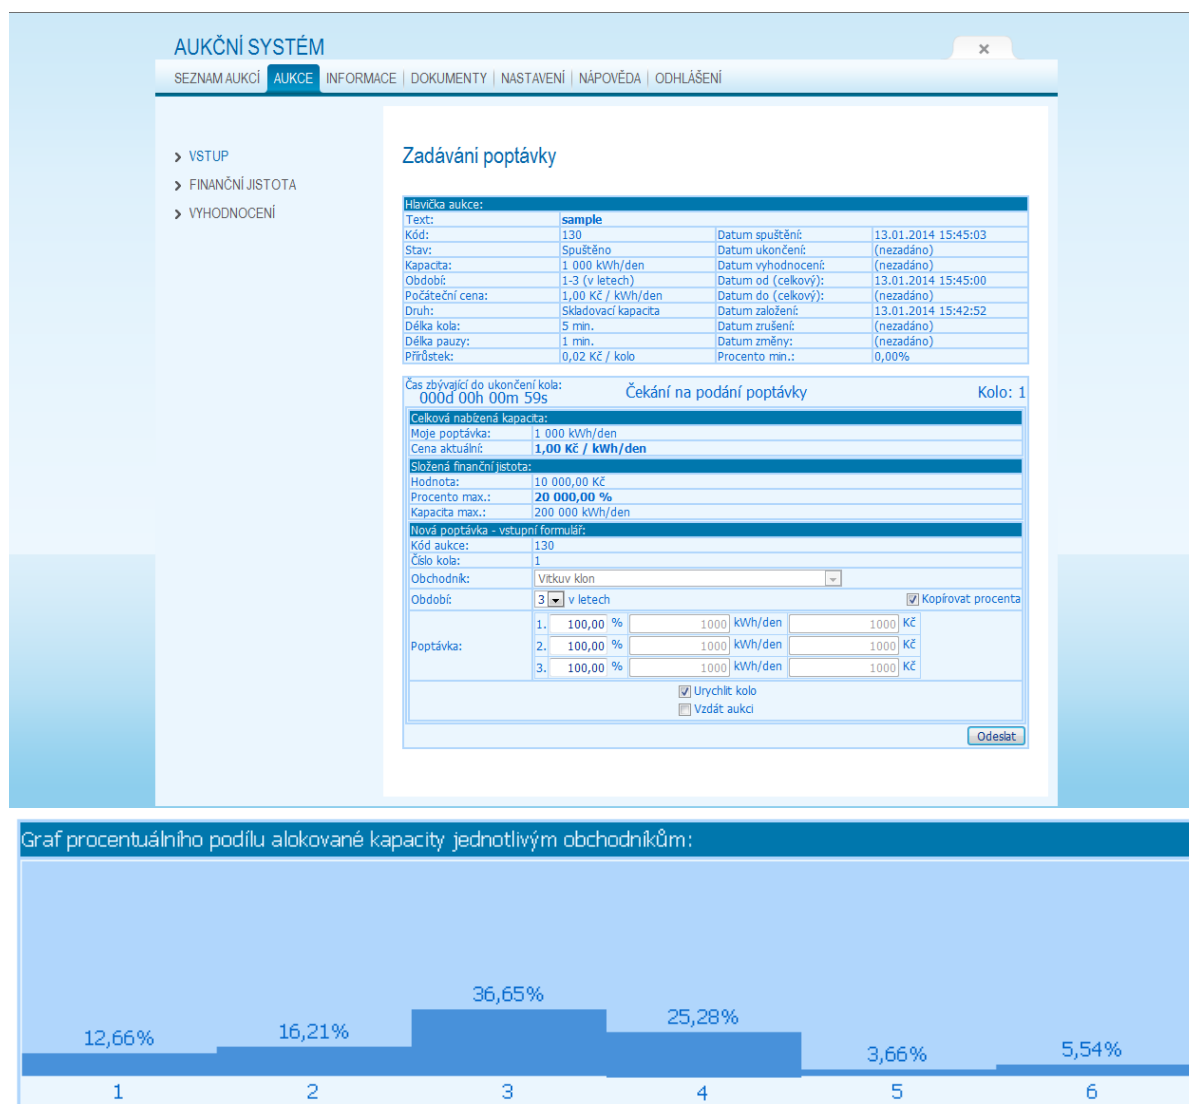 AUKČNÍ SYSTÉM
SEZNAM AUKCÍ AUKCE INFORMACE | DOKUMENTY | NASTAVENÍ | NÁPOVĚDA | ODHLÁŠENÍ
VSTUP
FINANČNÍ JISTOTA
VYHODNOCENÍ
Zadáváni poptávky
Hlavička aukce:
Text: sample
Kód: 130 Datum spuštění: 13.01.2014 15:45:03
Stav: Spuštěno Datum ukončení: (nezadáno)
Kapacita: 1 000 kWh/den Datum vyhodnocení: (nezadáno)
Období: 1-3 (v letech) Datum od (celkový): 13.01.2014 15:45:00
Počáteční cena: 1,00 Kč / kWh/den Datum do (celkový): (nezadáno)
Druh: Skladovací kapacita Datum založení: 13.01.2014 15:42:52
Délka kola: 5 min. Datum zrušení: (nezadáno)
Délka pauzy: 1 min. Datum změny: (nezadáno)
Přírůstek: 0,02 Kč / kolo Procento min.: 0,00%
Čas zbývající do ukončení kola:
000d 00h 00m 59s Čekání na podání poptávky Kolo: 1
Celková nabízená kapacita:
Moje poptávka: 1 000 kWh/den
Cena aktuální: 1,00 Kč / kWh/den
Složená finanční jistota:
Hodnota: 10 000,00 Kč
Procento max.: 20 000,00 %
Kapacita max.: 200 000 kWh/den
Nová poptávka - vstupní formulář:
Kód aukce: 130
Číslo kola: 1
Obchodník: Vitkuv klon
Období: 3 v letech Kopírovat procenta
1. 100,00 % 1000 kWh/den 1000 Kč
Poptávka: 2. 100,00 % 1000 kWh/den 1000 Kč
3. 100,00 % 1000 kWh/den 1000 Kč
Urychlit kolo
Vzdát aukci
Odeslat
Graf procentuálního podílu alokované kapacity jednotlivým obchodníkům:
12,66% 16,21% 36,65% 25,28% 3,66% 5,54%
1 2 3 4 5 6